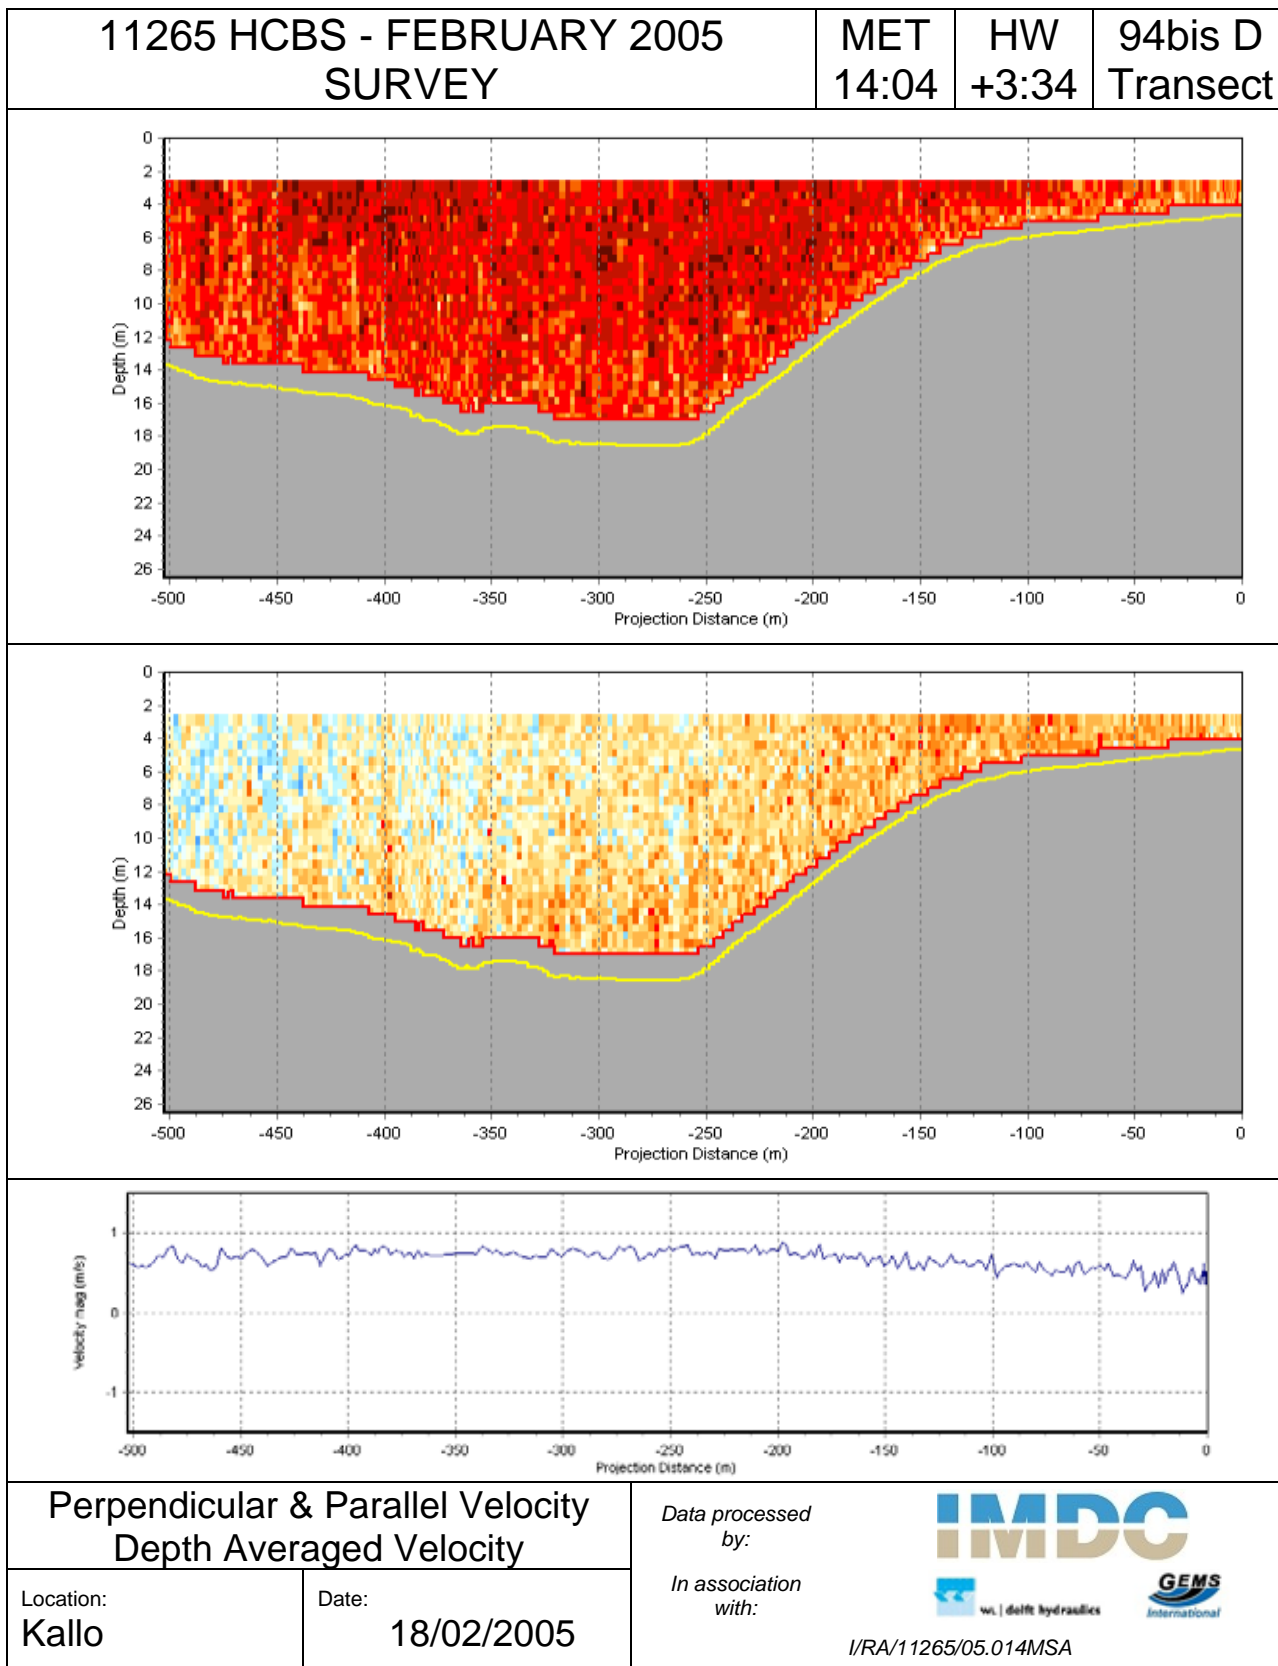 11265 HCBS - FEBRUARY 2005
SURVEY
MET
14:04
HW
+3:34
94bis D
Transect
0
2
4
6
8
10
12
14
16
18
20
22
24
26
Depth (m)
-500 -450 -400 -350 -300 -250 -200 -150 -100 -50 0
Projection Distance (m)
0
2
4
6
8
10
12
14
16
18
20
22
24
26
Depth (m)
-500 -450 -400 -350 -300 -250 -200 -150 -100 -50 0
Projection Distance (m)
1
0
-1
Velocity mag (m/s)
-500 -450 -400 -350 -300 -250 -200 -150 -100 -50 0
Projection Distance (m)
Perpendicular & Parallel Velocity
Depth Averaged Velocity
Location:
Kallo
Date:
18/02/2005
Data processed
by:
IMDC
In association
with:
wl | delft hydraulics
GEMS
International
I/RA/11265/05.014MSA